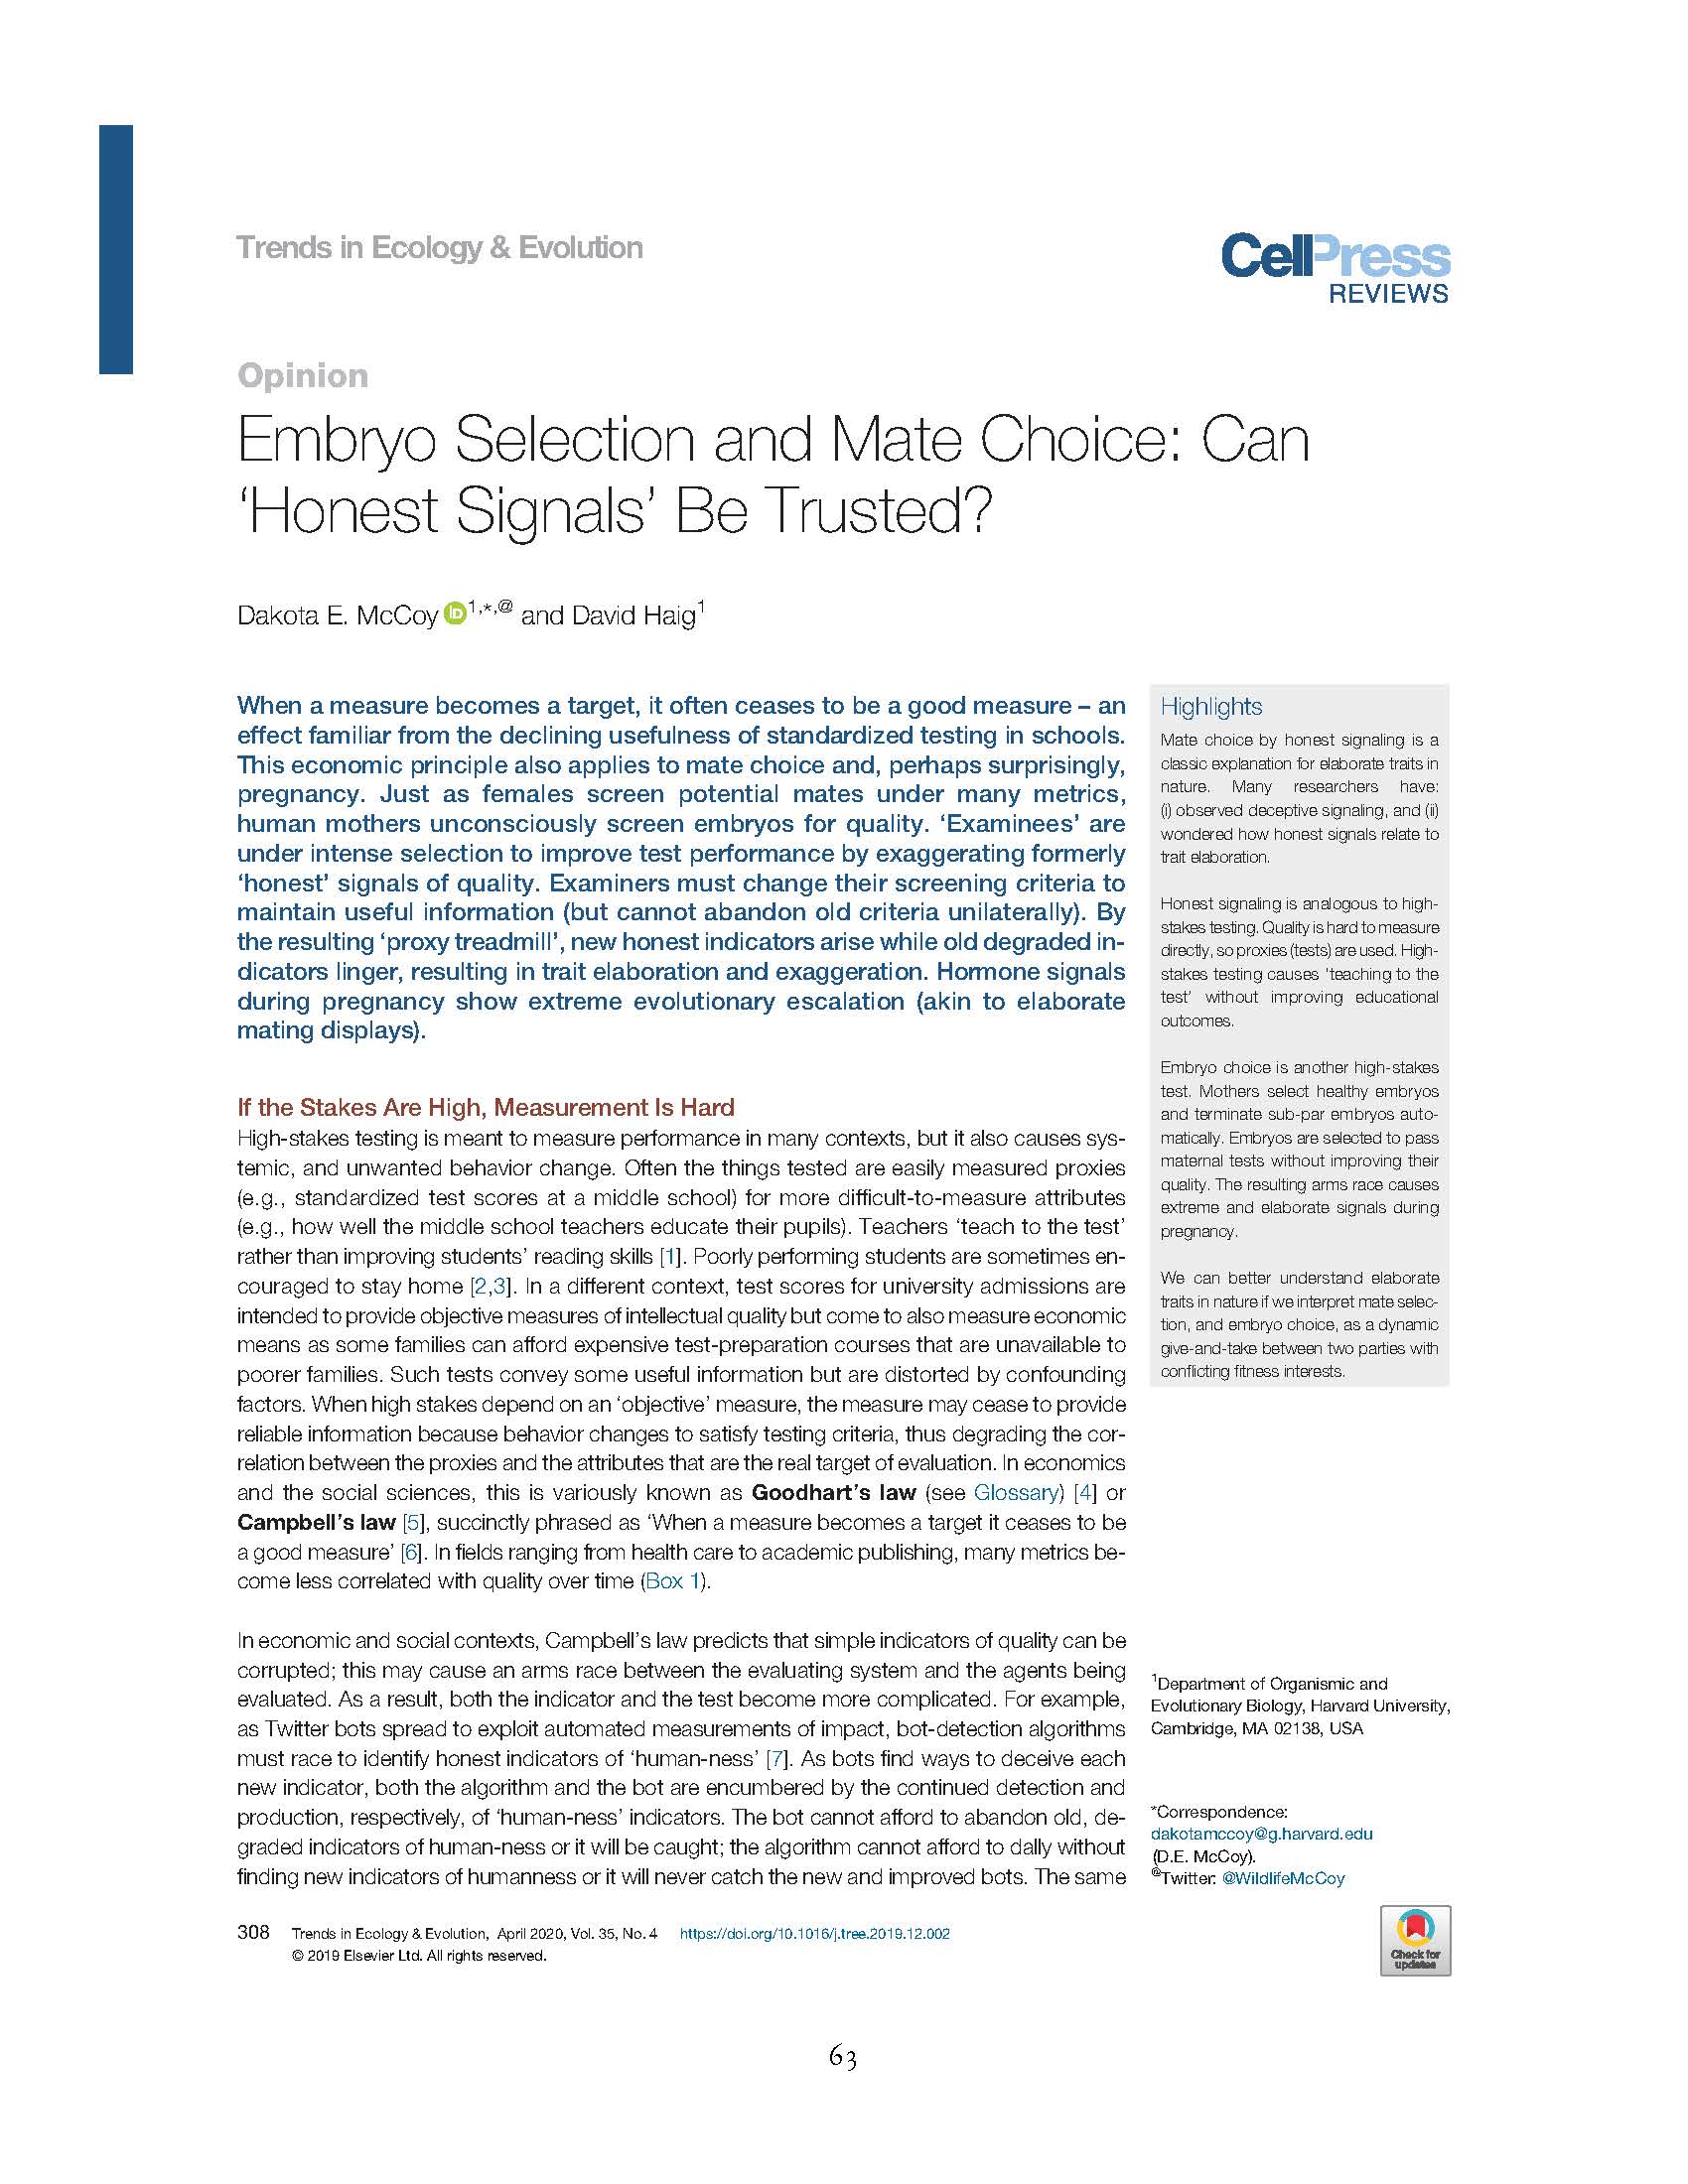 Trends in Ecology & Evolution
CellPress
REVIEWS
Opinion
Embryo Selection and Mate Choice: Can
‘Honest Signals’ Be Trusted?
Dakota E. McCoy iD 1,*,@ and David Haig1
When a measure becomes a target, it often ceases to be a good measure – an
effect familiar from the declining usefulness of standardized testing in schools.
This economic principle also applies to mate choice and, perhaps surprisingly,
pregnancy. Just as females screen potential mates under many metrics,
human mothers unconsciously screen embryos for quality. ‘Examinees’ are
under intense selection to improve test performance by exaggerating formerly
‘honest’ signals of quality. Examiners must change their screening criteria to
maintain useful information (but cannot abandon old criteria unilaterally). By
the resulting ‘proxy treadmill’, new honest indicators arise while old degraded in-
dicators linger, resulting in trait elaboration and exaggeration. Hormone signals
during pregnancy show extreme evolutionary escalation (akin to elaborate
mating displays).
If the Stakes Are High, Measurement Is Hard
High-stakes testing is meant to measure performance in many contexts, but it also causes sys-
temic, and unwanted behavior change. Often the things tested are easily measured proxies
(e.g., standardized test scores at a middle school) for more difficult-to-measure attributes
(e.g., how well the middle school teachers educate their pupils). Teachers ‘teach to the test’
rather than improving students’ reading skills [1]. Poorly performing students are sometimes en-
couraged to stay home [2,3]. In a different context, test scores for university admissions are
intended to provide objective measures of intellectual quality but come to also measure economic
means as some families can afford expensive test-preparation courses that are unavailable to
poorer families. Such tests convey some useful information but are distorted by confounding
factors. When high stakes depend on an ‘objective’ measure, the measure may cease to provide
reliable information because behavior changes to satisfy testing criteria, thus degrading the cor-
relation between the proxies and the attributes that are the real target of evaluation. In economics
and the social sciences, this is variously known as Goodhart’s law (see Glossary) [4] or
Campbell’s law [5], succinctly phrased as ‘When a measure becomes a target it ceases to be
a good measure’ [6]. In fields ranging from health care to academic publishing, many metrics be-
come less correlated with quality over time (Box 1).
In economic and social contexts, Campbell’s law predicts that simple indicators of quality can be
corrupted; this may cause an arms race between the evaluating system and the agents being
evaluated. As a result, both the indicator and the test become more complicated. For example,
as Twitter bots spread to exploit automated measurements of impact, bot-detection algorithms
must race to identify honest indicators of ‘human-ness’ [7]. As bots find ways to deceive each
new indicator, both the algorithm and the bot are encumbered by the continued detection and
production, respectively, of ‘human-ness’ indicators. The bot cannot afford to abandon old, de-
graded indicators of human-ness or it will be caught; the algorithm cannot afford to dally without
finding new indicators of humanness or it will never catch the new and improved bots. The same
Highlights
Mate choice by honest signaling is a
classic explanation for elaborate traits in
nature. Many researchers have:
(i) observed deceptive signaling, and (ii)
wondered how honest signals relate to
trait elaboration.
Honest signaling is analogous to high-
stakes testing. Quality is hard to measure
directly, so proxies (tests) are used. High-
stakes testing causes ‘teaching to the
test’ without improving educational
outcomes.
Embryo choice is another high-stakes
test. Mothers select healthy embryos
and terminate sub-par embryos auto-
matically. Embryos are selected to pass
maternal tests without improving their
quality. The resulting arms race causes
extreme and elaborate signals during
pregnancy.
We can better understand elaborate
traits in nature if we interpret mate selec-
tion, and embryo choice, as a dynamic
give-and-take between two parties with
conflicting fitness interests.
1Department of Organismic and
Evolutionary Biology, Harvard University,
Cambridge, MA 02138, USA
*Correspondence:
dakotamccoy@g.harvard.edu
(D.E. McCoy).
@Twitter: @WildlifeMcCoy
308 Trends in Ecology & Evolution, April 2020, Vol. 35, No. 4 https://doi.org/10.1016/j.tree.2019.12.002
© 2019 Elsevier Ltd. All rights reserved.
Check for
updates
63